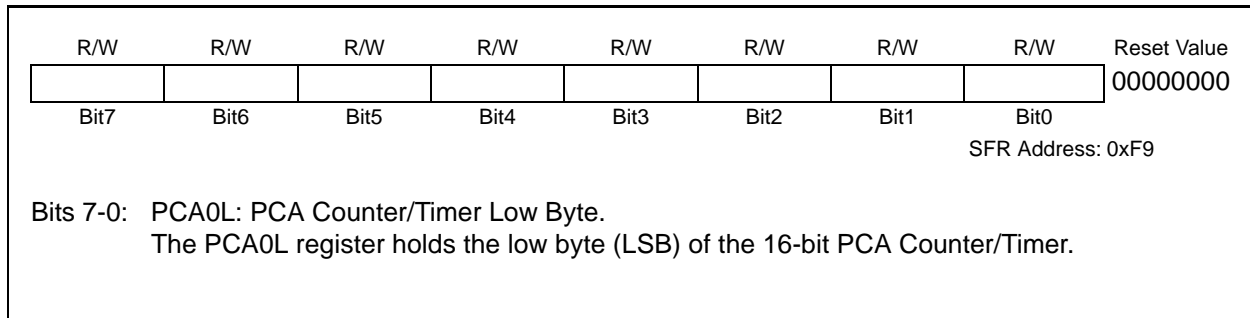 R/W R/W R/W R/W R/W R/W R/W R/W Reset Value
00000000
Bit7 Bit6 Bit5 Bit4 Bit3 Bit2 Bit1 Bit0
SFR Address: 0xF9
Bits 7-0: PCA0L: PCA Counter/Timer Low Byte.
The PCA0L register holds the low byte (LSB) of the 16-bit PCA Counter/Timer.